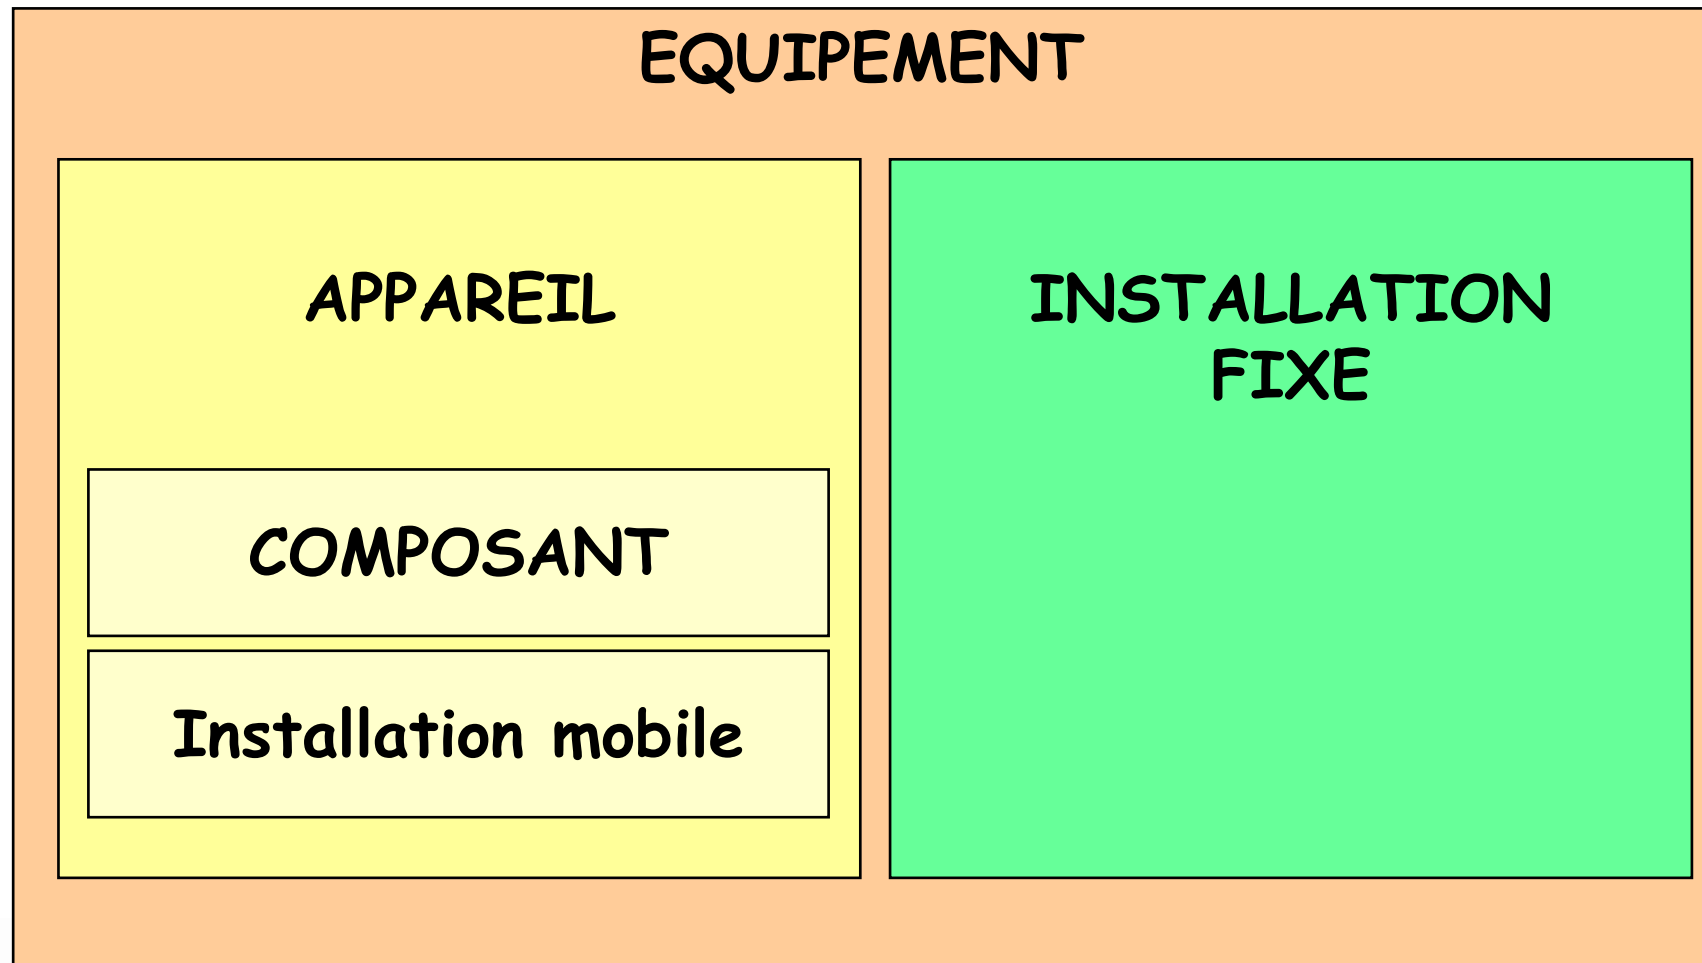 EQUIPEMENT
APPAREIL
COMPOSANT
Installation mobile
INSTALLATION
FIXE